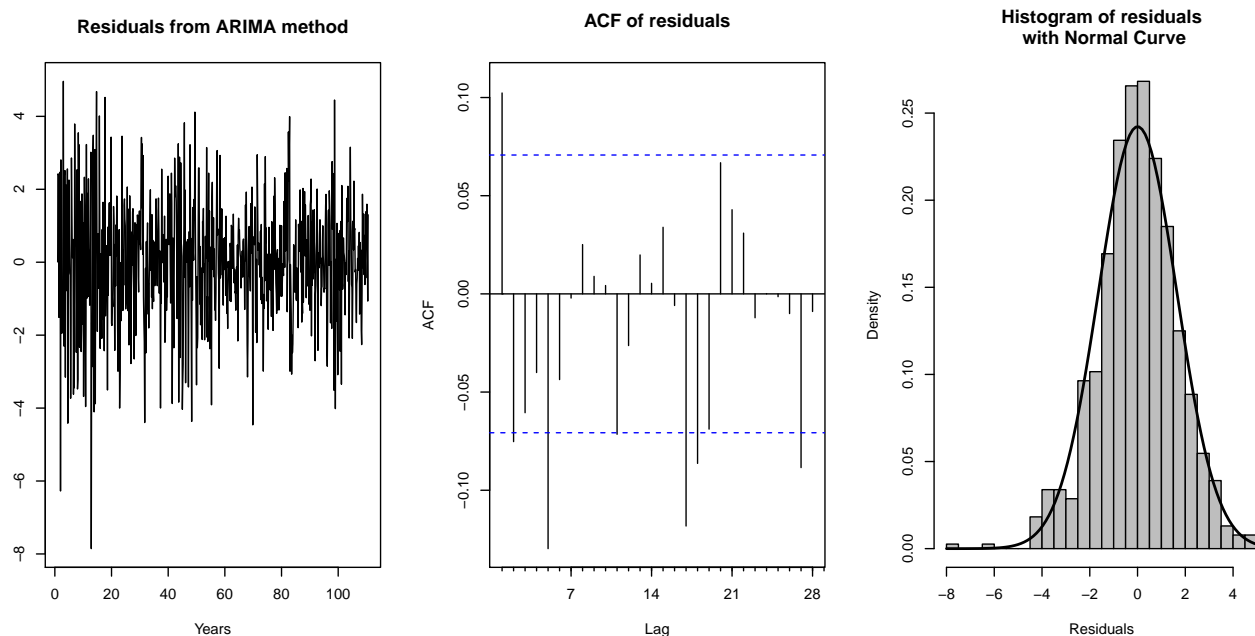 Residuals from ARIMA method
4
2
0
−2
−4
−6
−8
0 20 40 60 80 100
Years
ACF of residuals
0.10
0.05
0.00
−0.05
−0.10
ACF
7 14 21 28
Lag
Histogram of residuals
with Normal Curve
0.25
0.20
0.15
0.10
0.05
0.00
Density
−8 −6 −4 −2 0 2 4
Residuals